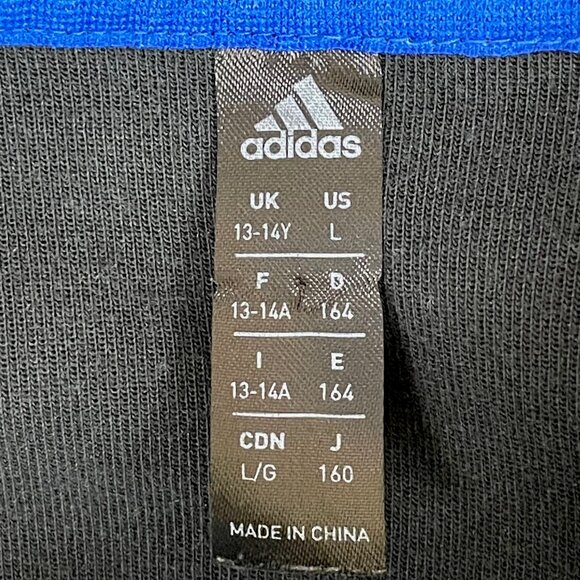 adidas
UK US
13-14Y L
F D
13-14A 164
I E
13-14A 164
CDN J
L/G 160
MADE IN CHINA